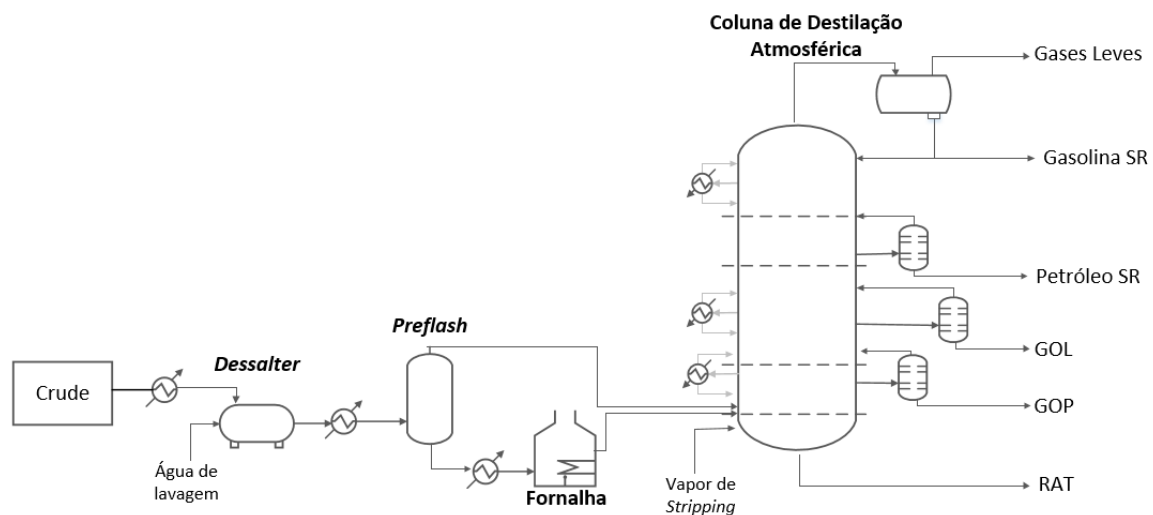 Coluna de Destilação
Atmosférica
Gases Leves
Gasolina SR
Petróleo SR
GOL
GOP
RAT
Preflash
Dessalter
Crude
Água de
lavagem
Fornalha
Vapor de
Stripping